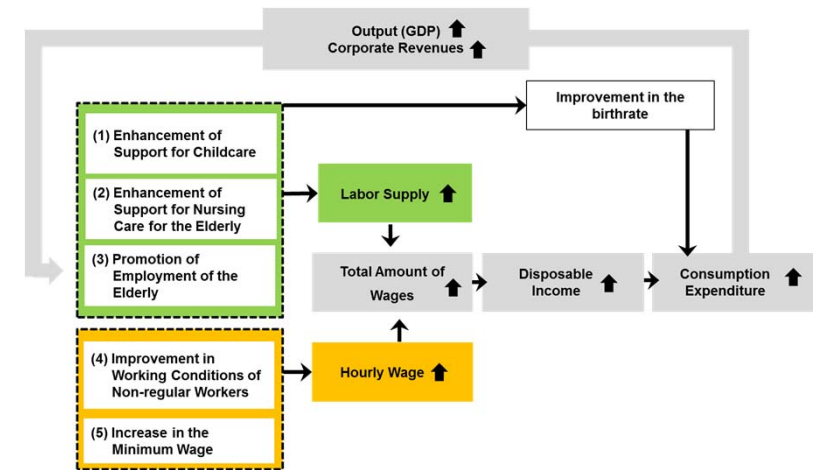 Output (GDP)
Corporate Revenues
Improvement in the
birthrate
(1) Enhancement of
Support for Childcare
(2) Enhancement of
Support for Nursing
Care for the Elderly
(3) Promotion of
Employment of the
Elderly
Labor Supply
Total Amount of
Wages
Disposable
Income
Consumption
Expenditure
(4) Improvement in
Working Conditions of
Non-regular Workers
(5) Increase in the
Minimum Wage
Hourly Wage